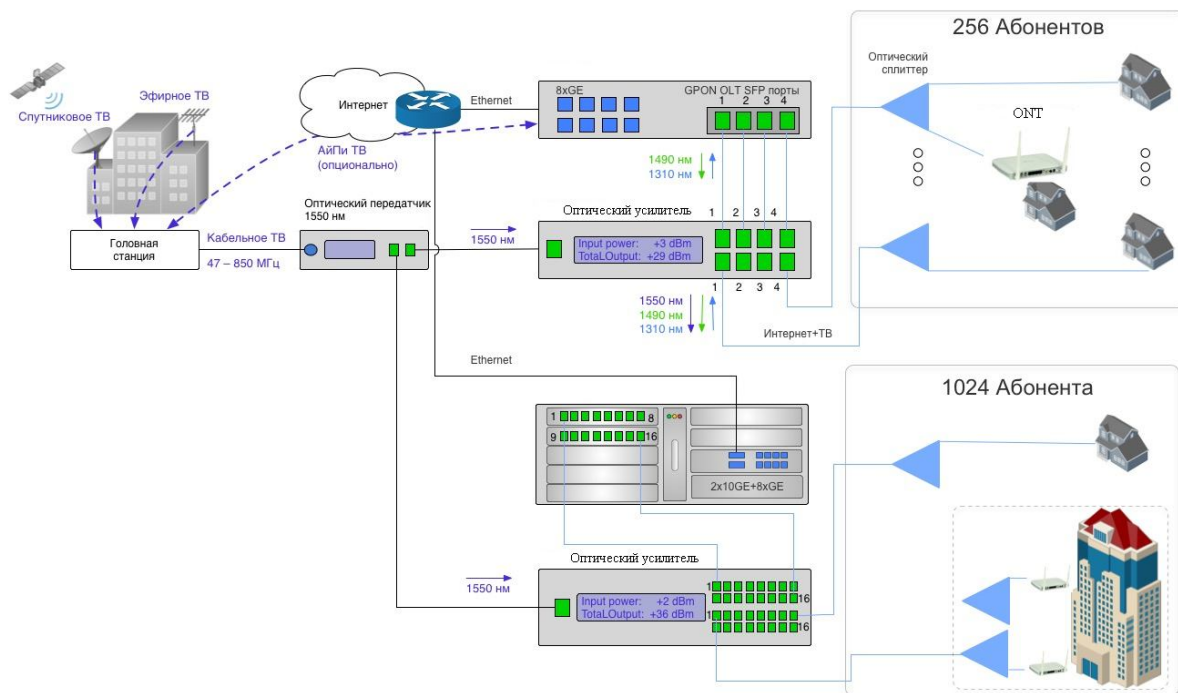 256 Абонентов
Оптический
сплиттер
ONT
Спутниковое ТВ
Эфирное ТВ
Интернет
Ethernet
АйПи ТВ
(опционально)
8xGE
GPON OLT SFP порты
1 2 3 4
1490 нм
1310 нм
Оптический передатчик
1550 нм
Головная
станция
Кабельное ТВ
47 – 850 МГц
1550 нм
Оптический усилитель
1 2 3 4
Input power: +3 dBm
TotaLOutput: +29 dBm
1 2 3 4
1550 нм
1490 нм
1310 нм
Интернет+ТВ
Ethernet
1024 Абонента
1 8
9 16
2x10GE+8xGE
Оптический усилитель
1550 нм
Input power: +2 dBm
TotaLOutput: +36 dBm
1 16
1 16